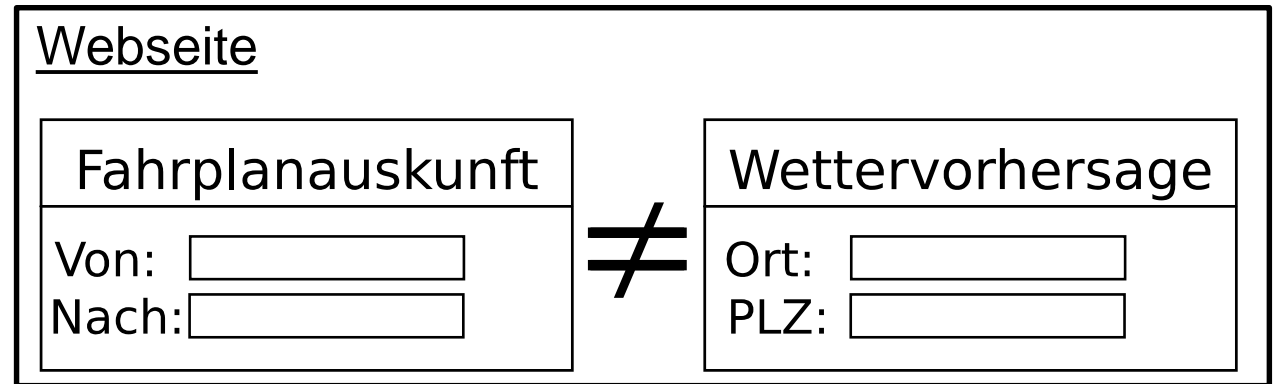 Webseite
Fahrplanauskunft
Von:
Nach:
≠
Wettervorhersage
Ort:
PLZ: